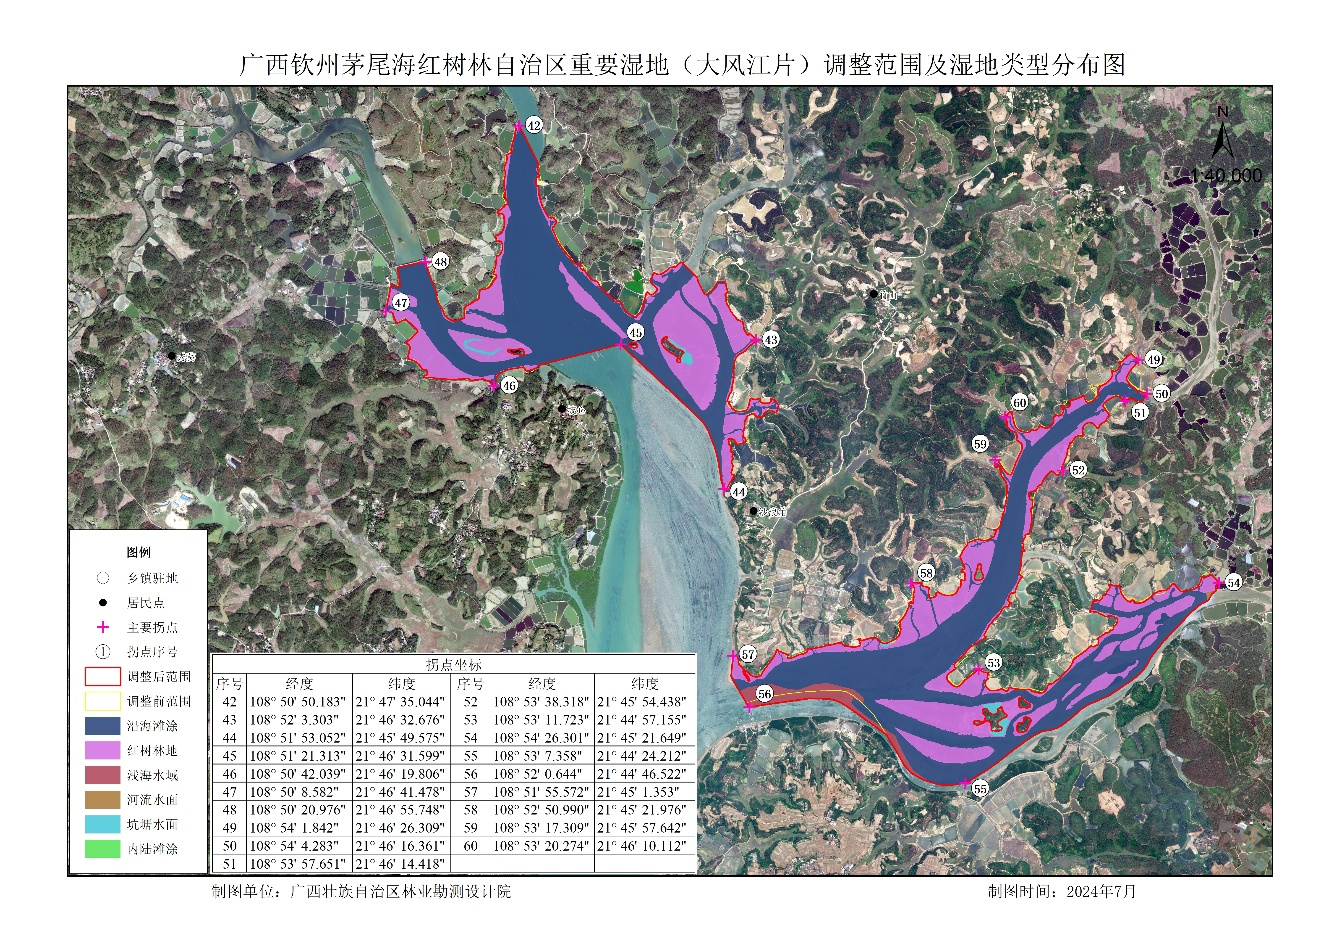 广西钦州茅尾海红树林自治区重要湿地（大风江片）调整范围及湿地类型分布图
N
1:40,000
42
48
47
45
43
46
49
50
51
60
59
52
44
58
54
57
53
56
55
图例
乡镇驻地
居民点
主要拐点
① 拐点序号
调整后范围
调整前范围
沿海滩涂
红树林地
浅海水域
河流水面
坑塘水面
内陆滩涂
拐点坐标
序号 经度 纬度 序号 经度 纬度
42 108° 50' 50.183" 21° 47' 35.044" 52 108° 53' 38.318" 21° 45' 54.438"
43 108° 52' 3.303" 21° 46' 32.676" 53 108° 53' 11.723" 21° 44' 57.155"
44 108° 51' 53.052" 21° 45' 49.575" 54 108° 54' 26.301" 21° 45' 21.649"
45 108° 51' 21.313" 21° 46' 31.599" 55 108° 53' 7.358" 21° 44' 24.212"
46 108° 50' 42.039" 21° 46' 19.806" 56 108° 52' 0.644" 21° 44' 46.522"
47 108° 50' 8.582" 21° 46' 41.478" 57 108° 51' 55.572" 21° 45' 1.353"
48 108° 50' 20.976" 21° 46' 55.748" 58 108° 52' 50.990" 21° 45' 21.976"
49 108° 54' 1.842" 21° 46' 26.309" 59 108° 53' 17.309" 21° 45' 57.642"
50 108° 54' 4.283" 21° 46' 16.361" 60 108° 53' 20.274" 21° 46' 10.112"
51 108° 53' 57.651" 21° 46' 14.418"
制图单位：广西壮族自治区林业勘测设计院
制图时间：2024年7月